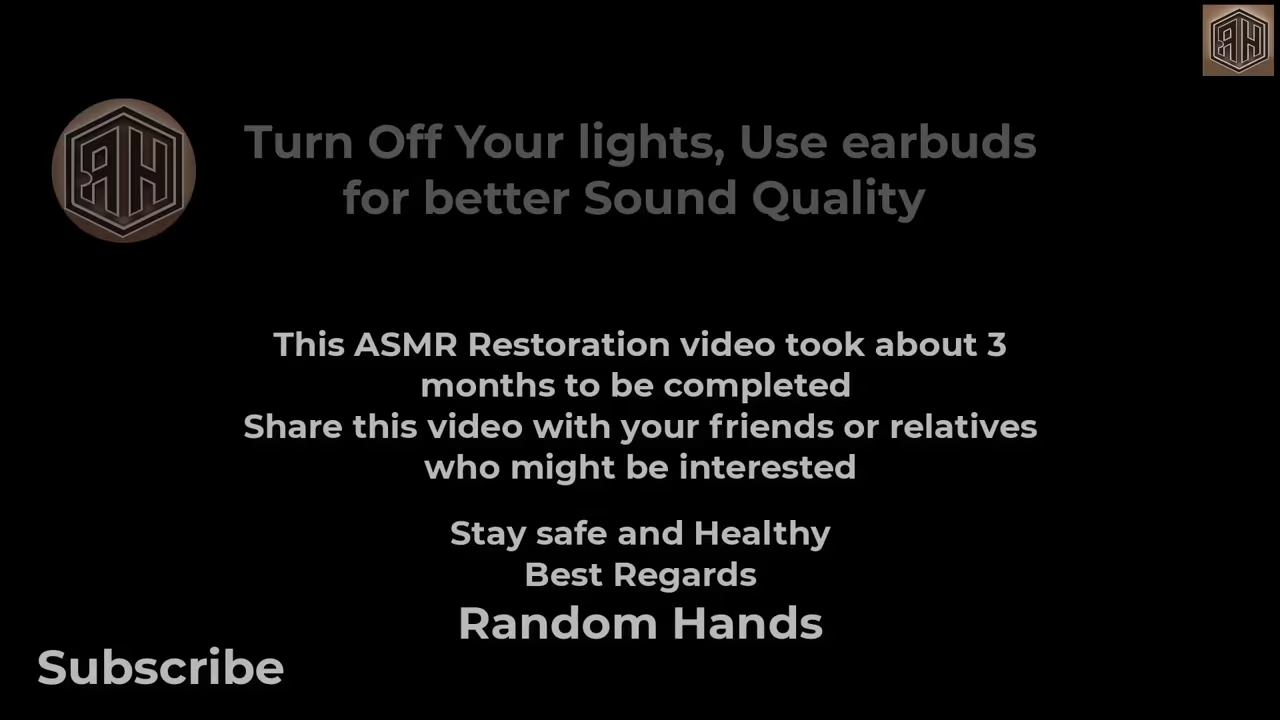 Turn Off Your lights, Use earbuds
for better Sound Quality
This ASMR Restoration video took about 3
months to be completed
Share this video with your friends or relatives
who might be interested
Stay safe and Healthy
Best Regards
Random Hands
Subscribe